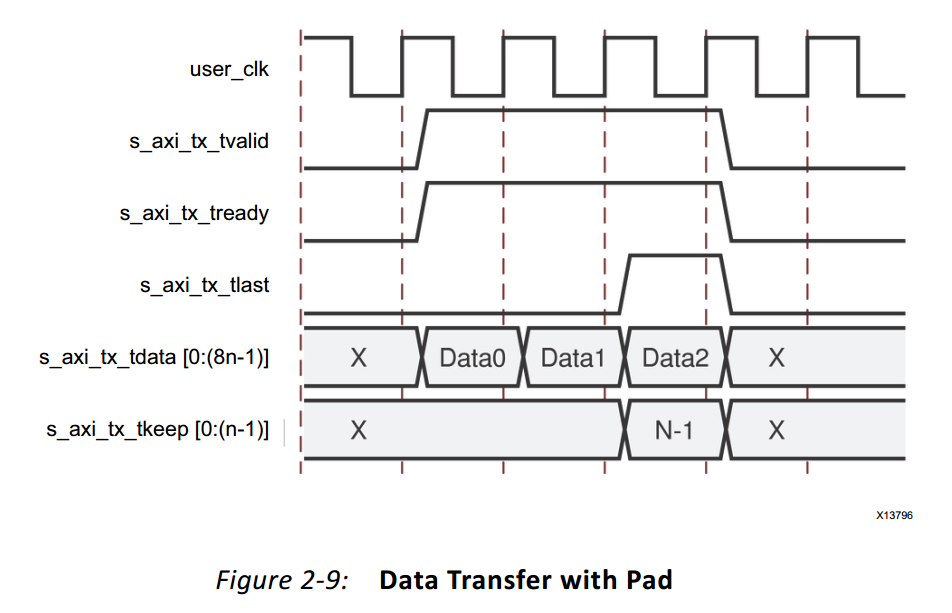 user_clk
s_axi_tx_tvalid
s_axi_tx_tready
s_axi_tx_tlast
s_axi_tx_tdata [0:(8n-1)] X Data0 Data1 Data2 X
s_axi_tx_tkeep [0:(n-1)] X N-1 X
X13796
Figure 2-9: Data Transfer with Pad